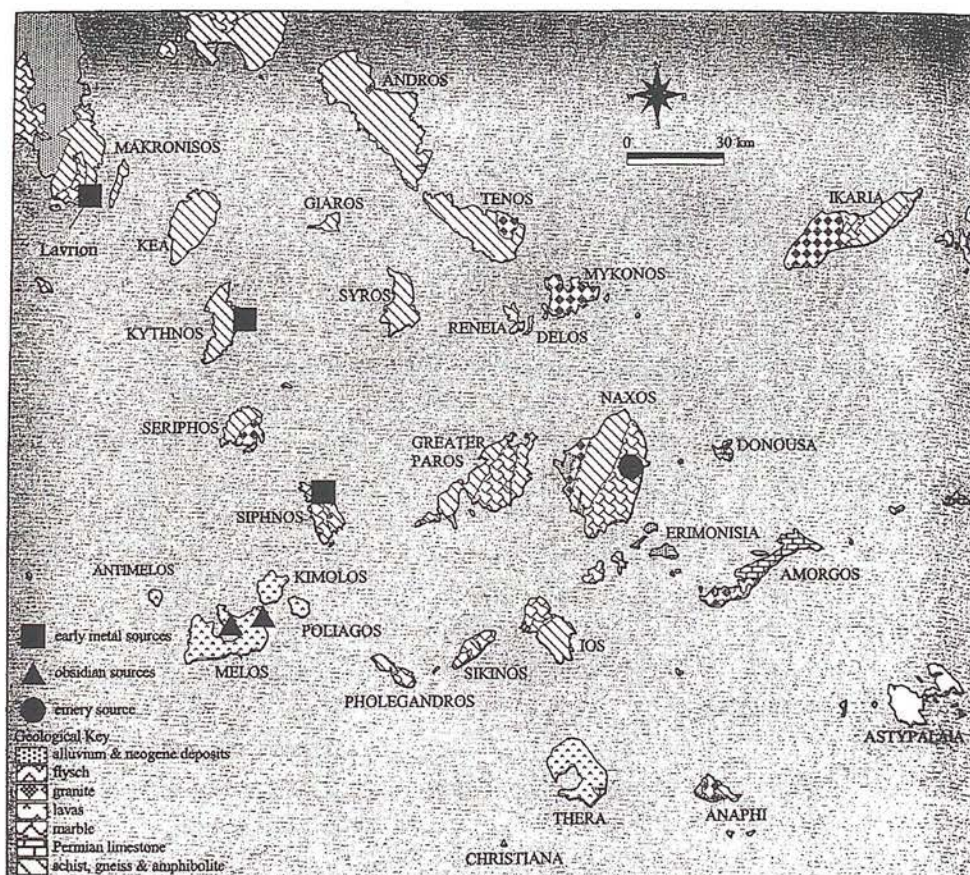 ANDROS
MAKRONISOS
0 30 km
GIAROS
TENOS
IKARIA
Lavrion
KEA
MYKONOS
SYROS
RENEIA
KYTHNOS
DELOS
NAXOS
SERIPHOS
GREATER
PAROS
DONOUSA
SIPHNOS
ERIMONISIA
ANTIMELOS
KIMOLOS
AMORGOS
POLIAGOS
early metal sources
IOS
SIKINOS
MELOS
obsidian sources
PHOLEGANDROS
emery source
ASTYPALAIA
Geological Key
alluvium & neogene deposits
flysch
granite
lavas
THERA
ANAPHI
marble
Permian limestone
CHRISTIANA
schist, gneiss & amphibolite